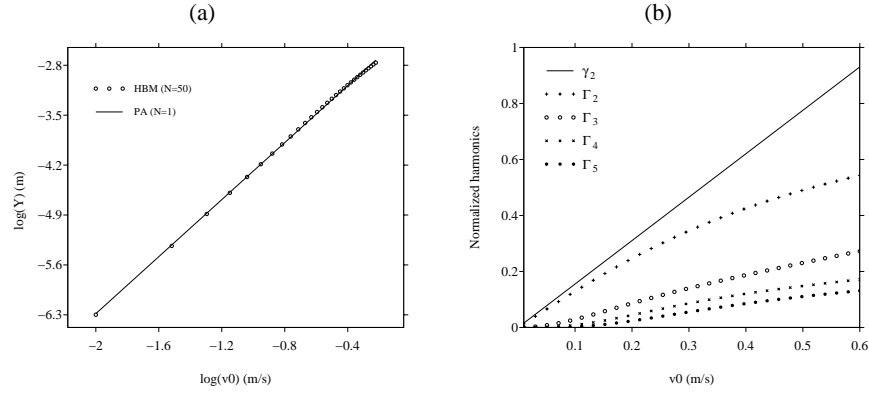 (a)
−2.8
−3.5
−4.2
−4.9
−5.6
−6.3
log(Y) (m)
HBM (N=50)
PA (N=1)
−2
−1.6
−1.2
−0.8
−0.4
log(v0) (m/s)
(b)
1
0.8
0.6
0.4
0.2
0
Normalized harmonics
γ₂
Γ₂
Γ₃
Γ₄
Γ₅
0.1
0.2
0.3
0.4
0.5
0.6
v0 (m/s)